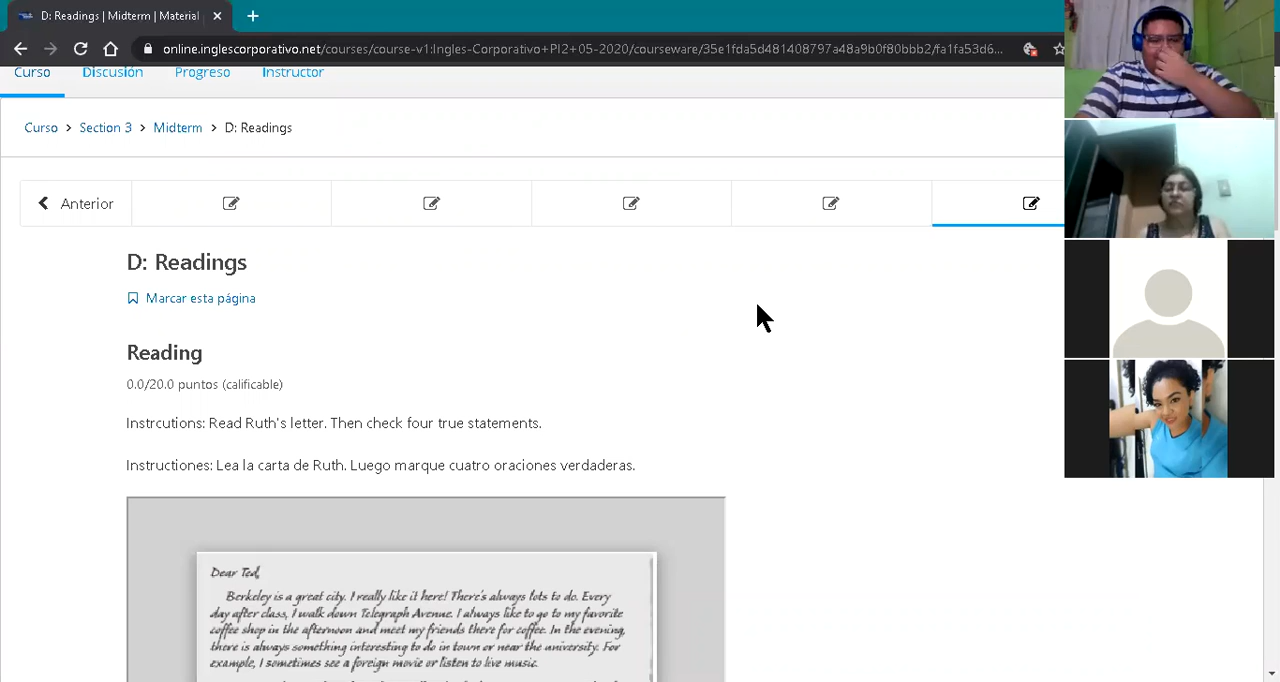 D: Readings | Midterm | Material
online.inglescorporativo.net/courses/course-v1:Ingles-Corporativo+PI2+05-2020/courseware/35e1fda5d481408797a48a9b0f80bbb2/fa1fa53d6...
Curso Discusión Progreso Instructor
Curso > Section 3 > Midterm > D: Readings
Anterior
D: Readings
Marcar esta página
Reading
0.0/20.0 puntos (calificable)
Instrcutions: Read Ruth's letter. Then check four true statements.
Instructiones: Lea la carta de Ruth. Luego marque cuatro oraciones verdaderas.
Dear Ted,
Berkeley is a great city. I really like it here! There's always lots to do. Every
day after class, I walk down Telegraph Avenue. I always like to go to my favorite
coffee shop in the afternoon and meet my friends there for coffee. In the evening,
there is always something interesting to do in town or near the university. For
example, I sometimes see a foreign movie or listen to live music.